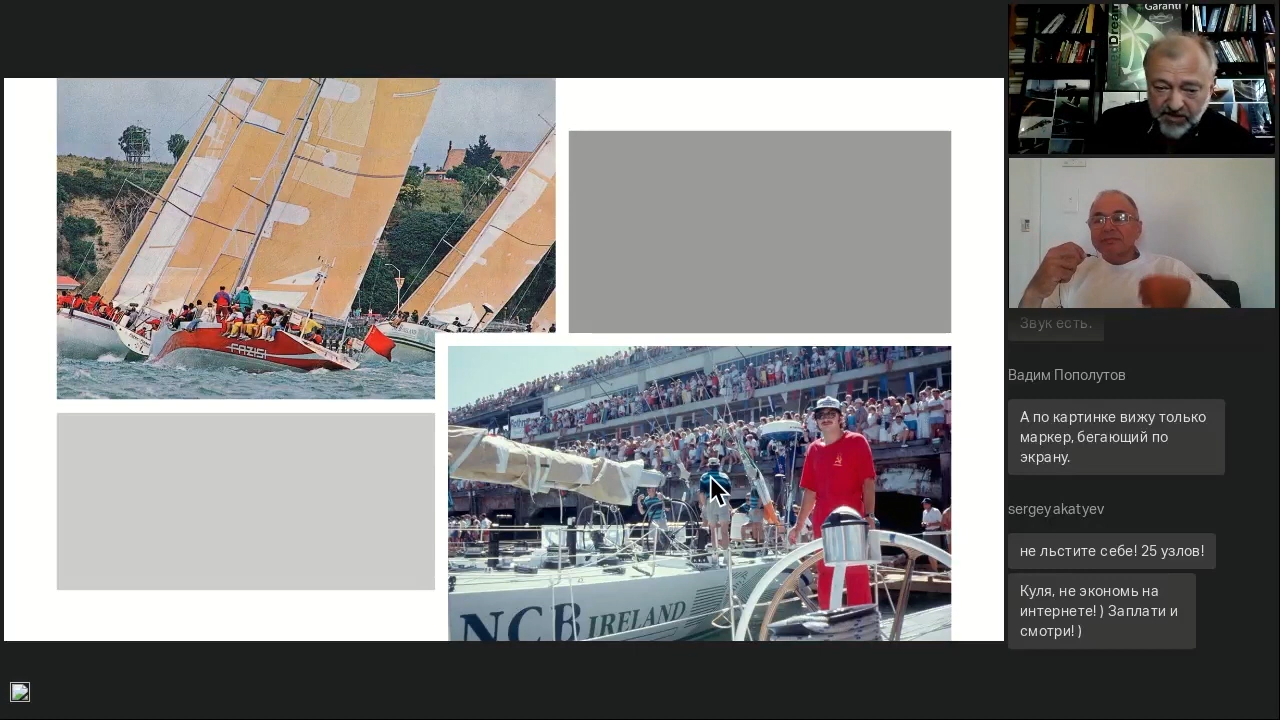 FAZISI
NCB IRELAND
Garanti
Dream
Звук есть.
Вадим Пополутов
А по картинке вижу только
маркер, бегающий по
экрану.
sergeyakatyev
не льстите себе! 25 узлов!
Куля, не экономь на
интернете! ) Заплати и
смотри! )